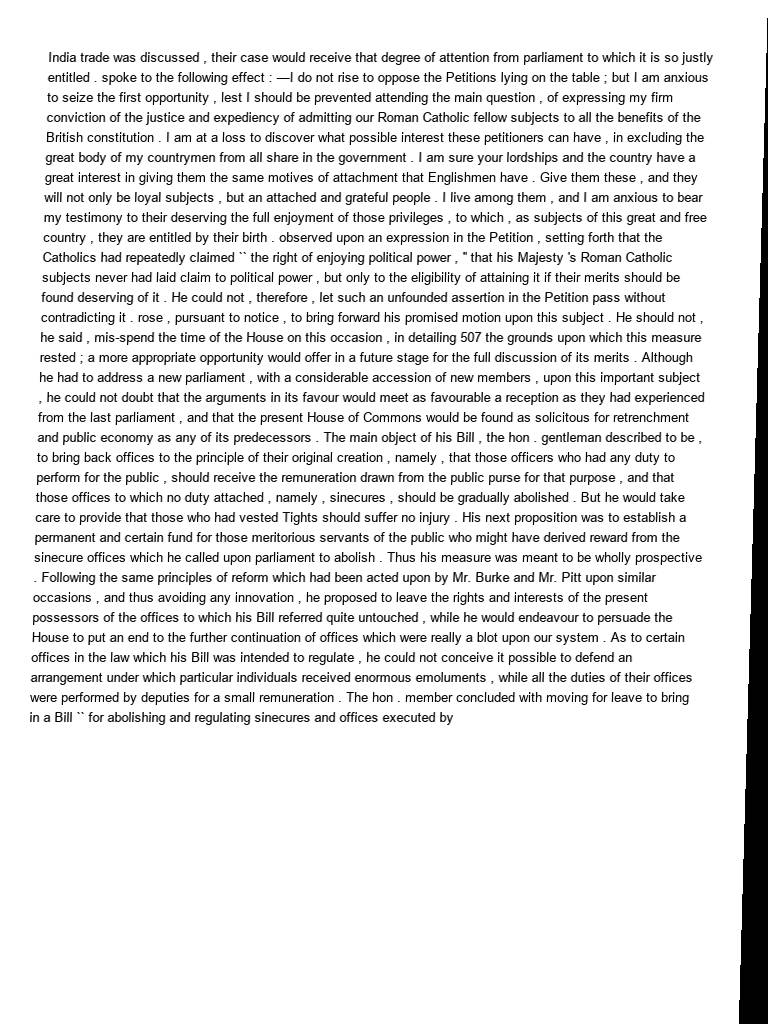 India trade was discussed , their case would receive that degree of attention from parliament to which it is so justly
entitled . spoke to the following effect : —I do not rise to oppose the Petitions lying on the table ; but I am anxious
to seize the first opportunity , lest I should be prevented attending the main question , of expressing my firm
conviction of the justice and expediency of admitting our Roman Catholic fellow subjects to all the benefits of the
British constitution . I am at a loss to discover what possible interest these petitioners can have , in excluding the
great body of my countrymen from all share in the government . I am sure your lordships and the country have a
great interest in giving them the same motives of attachment that Englishmen have . Give them these , and they
will not only be loyal subjects , but an attached and grateful people . I live among them , and I am anxious to bear
my testimony to their deserving the full enjoyment of those privileges , to which , as subjects of this great and free
country , they are entitled by their birth . observed upon an expression in the Petition , setting forth that the
Catholics had repeatedly claimed `` the right of enjoying political power , " that his Majesty 's Roman Catholic
subjects never had laid claim to political power , but only to the eligibility of attaining it if their merits should be
found deserving of it . He could not , therefore , let such an unfounded assertion in the Petition pass without
contradicting it . rose , pursuant to notice , to bring forward his promised motion upon this subject . He should not ,
he said , mis-spend the time of the House on this occasion , in detailing 507 the grounds upon which this measure
rested ; a more appropriate opportunity would offer in a future stage for the full discussion of its merits . Although
he had to address a new parliament , with a considerable accession of new members , upon this important subject
, he could not doubt that the arguments in its favour would meet as favourable a reception as they had experienced
from the last parliament , and that the present House of Commons would be found as solicitous for retrenchment
and public economy as any of its predecessors . The main object of his Bill , the hon . gentleman described to be ,
to bring back offices to the principle of their original creation , namely , that those officers who had any duty to
perform for the public , should receive the remuneration drawn from the public purse for that purpose , and that
those offices to which no duty attached , namely , sinecures , should be gradually abolished . But he would take
care to provide that those who had vested Tights should suffer no injury . His next proposition was to establish a
permanent and certain fund for those meritorious servants of the public who might have derived reward from the
sinecure offices which he called upon parliament to abolish . Thus his measure was meant to be wholly prospective
. Following the same principles of reform which had been acted upon by Mr. Burke and Mr. Pitt upon similar
occasions , and thus avoiding any innovation , he proposed to leave the rights and interests of the present
possessors of the offices to which his Bill referred quite untouched , while he would endeavour to persuade the
House to put an end to the further continuation of offices which were really a blot upon our system . As to certain
offices in the law which his Bill was intended to regulate , he could not conceive it possible to defend an
arrangement under which particular individuals received enormous emoluments , while all the duties of their offices
were performed by deputies for a small remuneration . The hon . member concluded with moving for leave to bring
in a Bill `` for abolishing and regulating sinecures and offices executed by